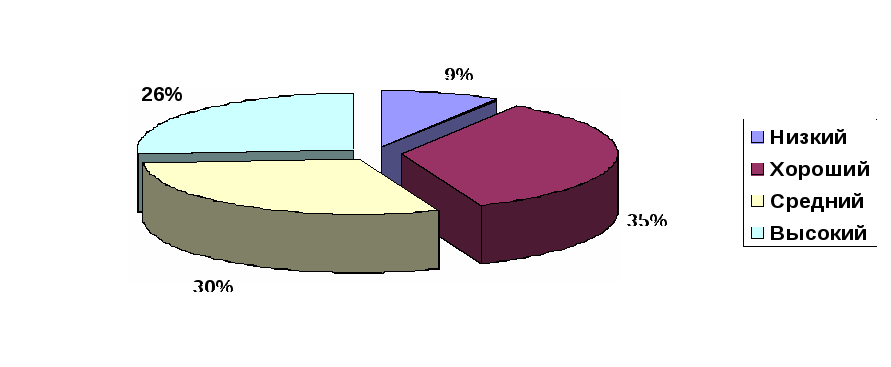 9%
26%
35%
30%
Низкий
Хороший
Средний
Высокий